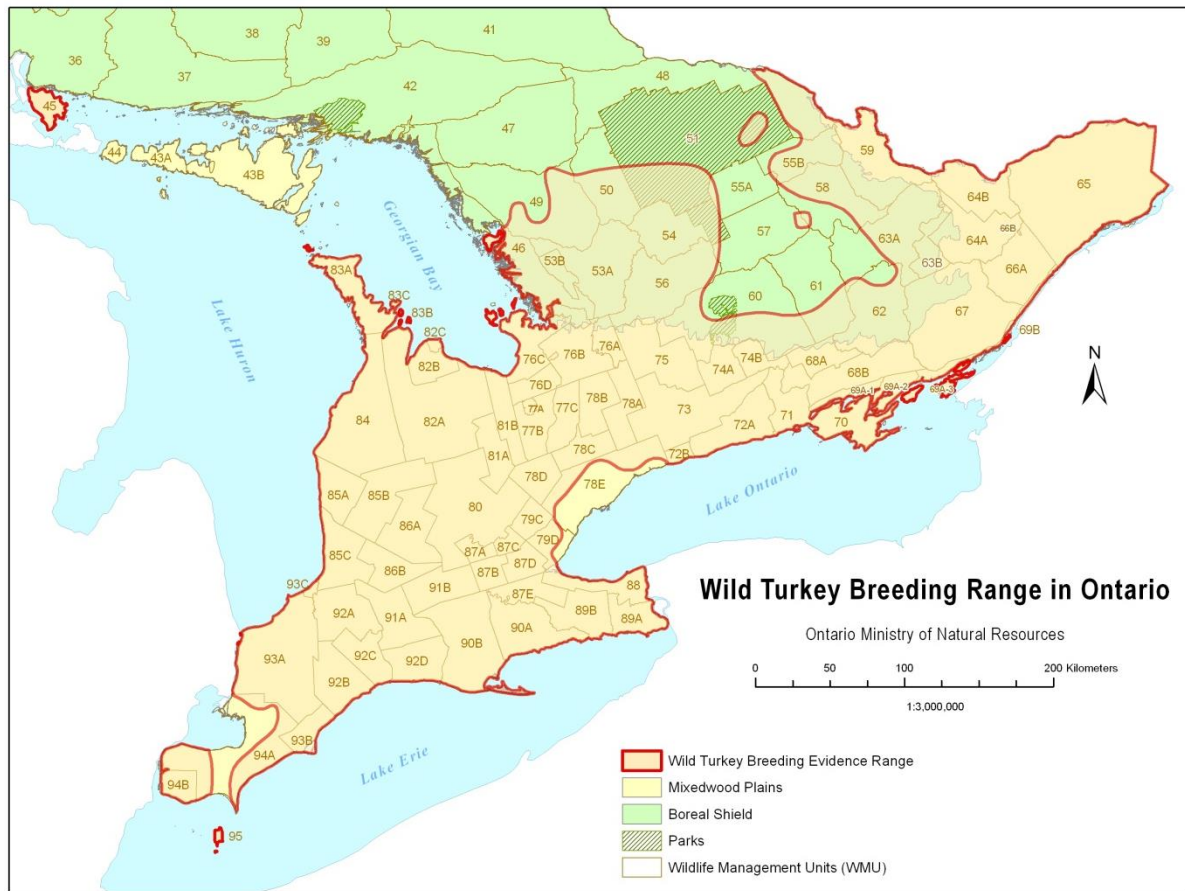 38
39
41
36
37
42
48
45
47
51
59
44
43A
43B
55B
50
55A
58
65
49
64B
Georgian Bay
46
54
57
63A
64A
66B
53B
53A
63B
66A
83A
56
60
61
62
67
83C
83B
82C
69B
Lake Huron
76C
76B
76A
75
74B
74A
68A
68B
N
82B
76D
69A-1
69A-2
69A-3
84
82A
81B
77A
77C
78B
78A
73
72A
71
70
77B
81A
78C
72B
78D
78E
Lake Ontario
85A
85B
80
86A
79C
79D
85C
87A
87C
87D
86B
87B
93C
91B
88
Wild Turkey Breeding Range in Ontario
87E
92A
91A
89B
89A
90A
Ontario Ministry of Natural Resources
90B
93A
92C
92D
0 50 100 200 Kilometers
92B
1:3,000,000
93B
94A
Lake Erie
Wild Turkey Breeding Evidence Range
94B
Mixedwood Plains
Boreal Shield
95
Parks
Wildlife Management Units (WMU)